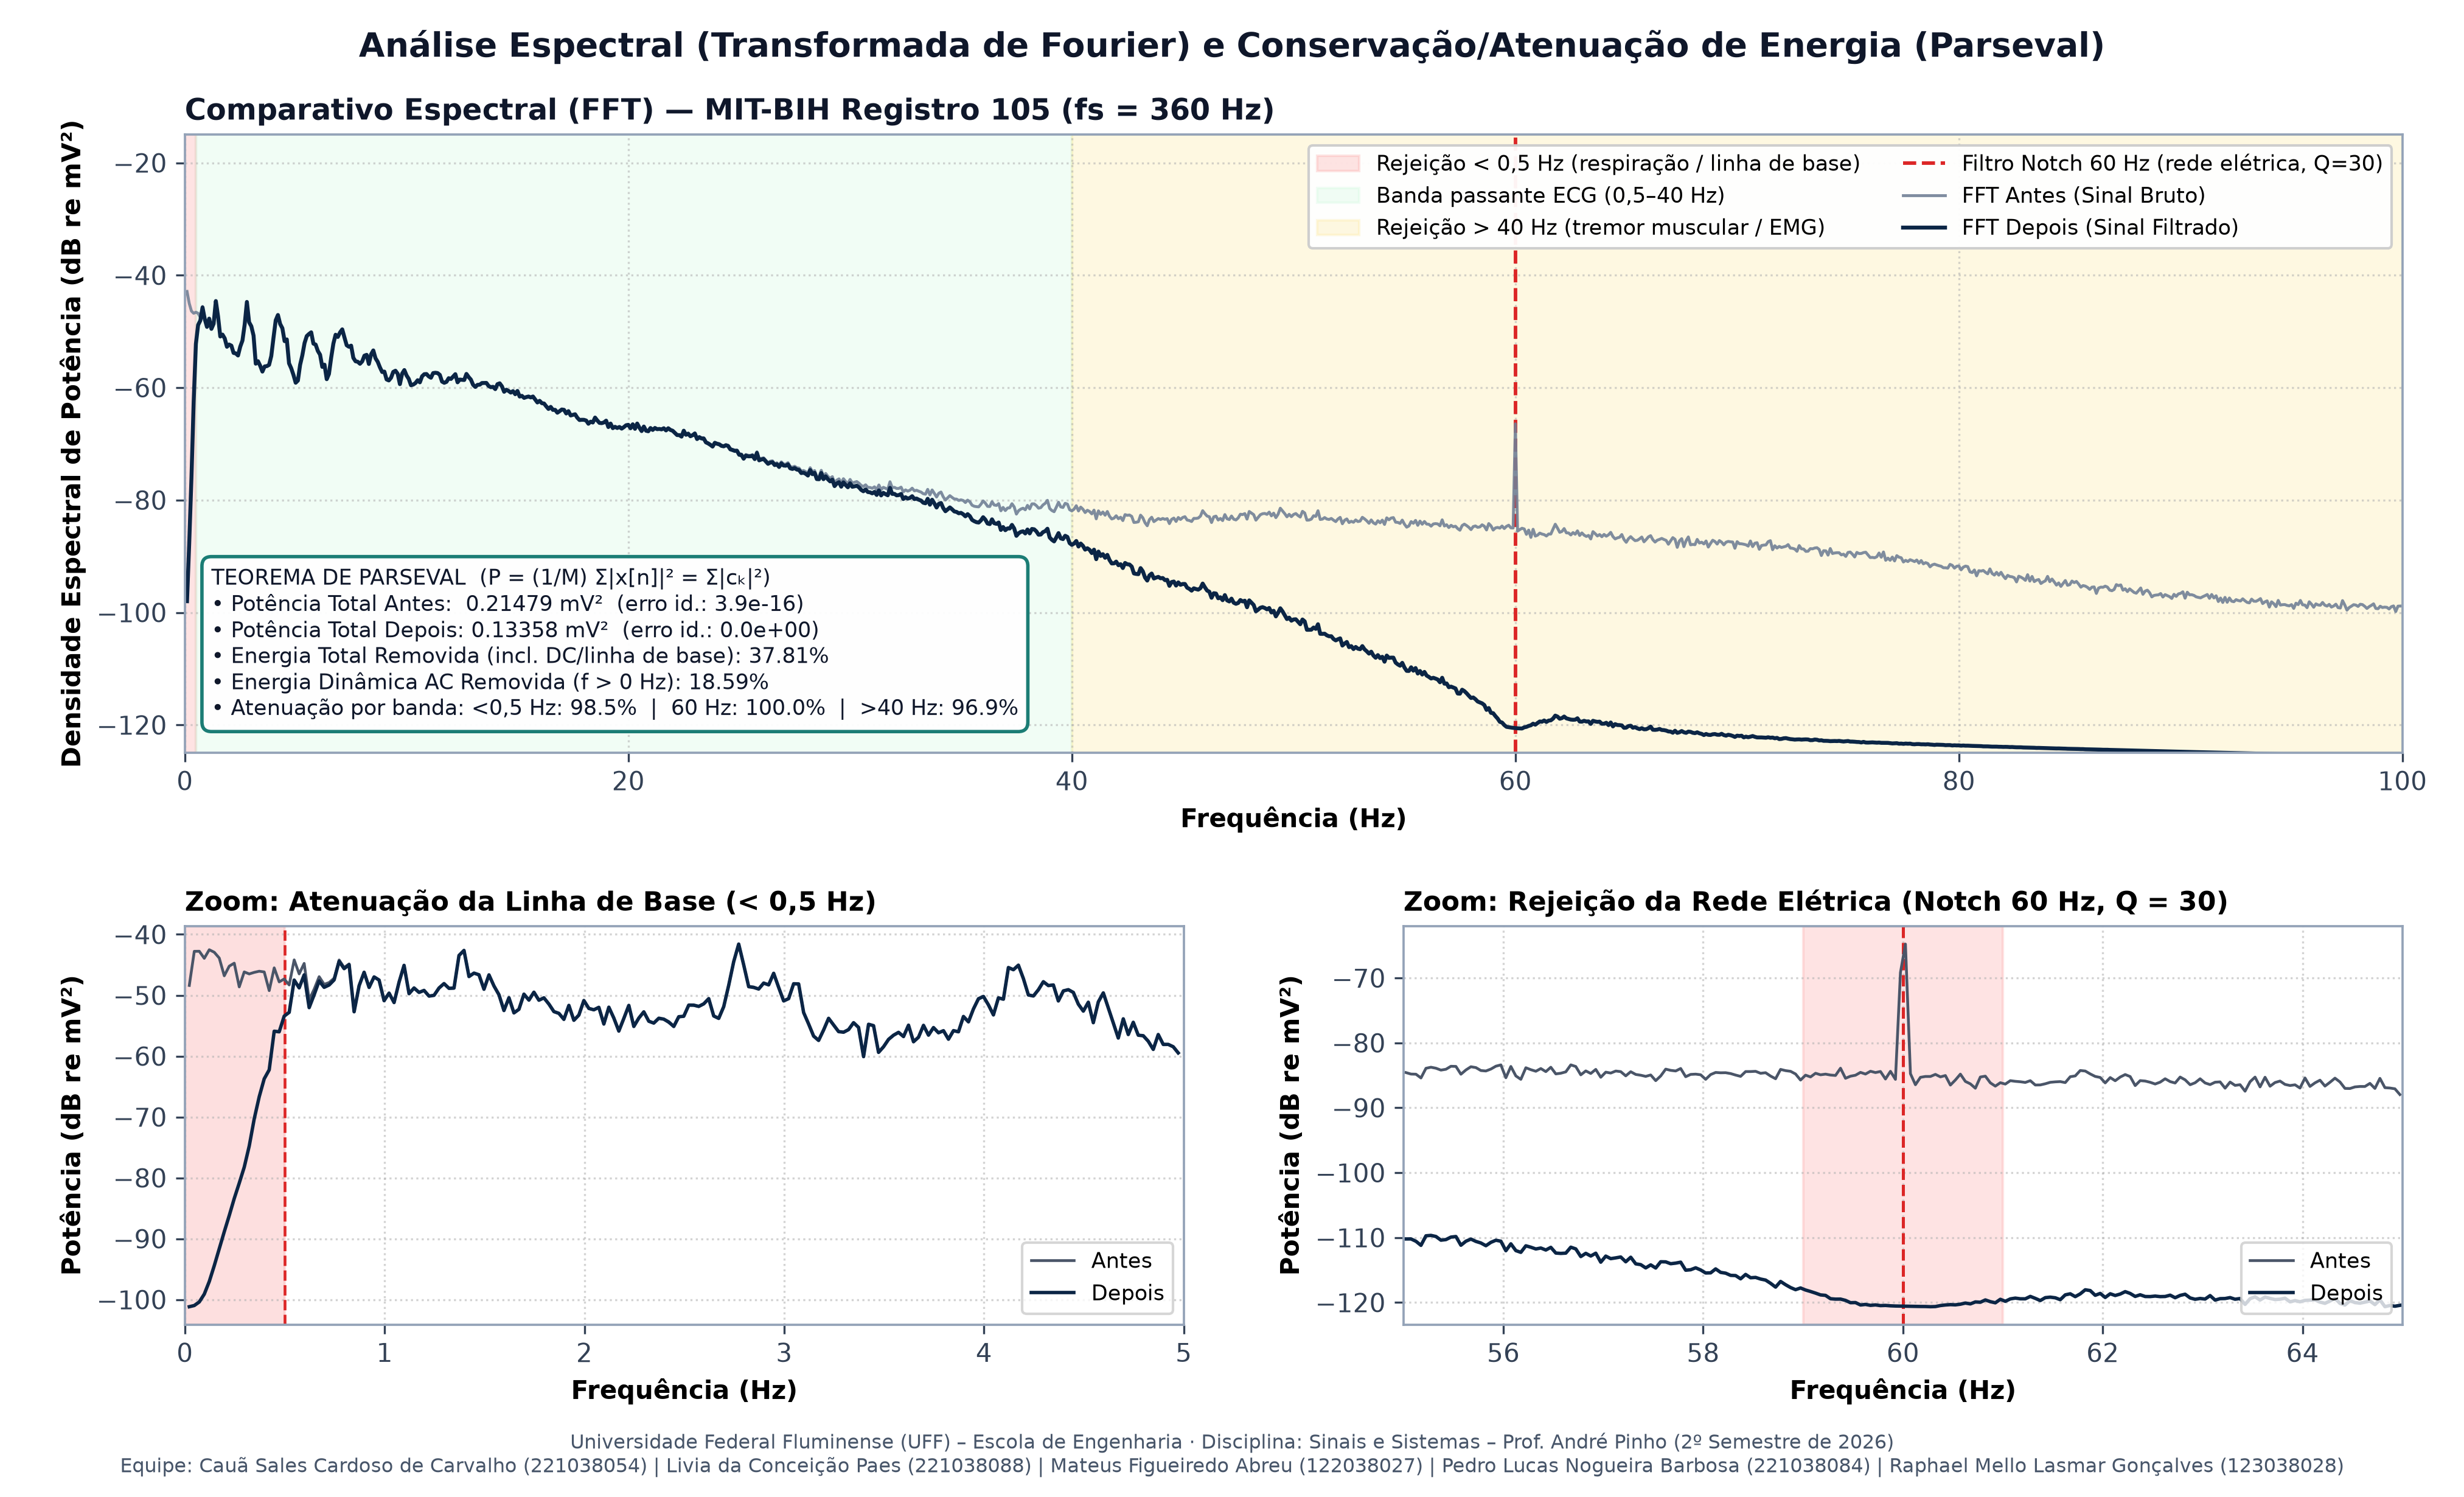 Análise Espectral (Transformada de Fourier) e Conservação/Atenuação de Energia (Parseval)
Comparativo Espectral (FFT) — MIT-BIH Registro 105 (fs = 360 Hz)
Densidade Espectral de Potência (dB re mV²)
−20
−40
−60
−80
−100
−120
Rejeição < 0,5 Hz (respiração / linha de base)
Banda passante ECG (0,5–40 Hz)
Rejeição > 40 Hz (tremor muscular / EMG)
Filtro Notch 60 Hz (rede elétrica, Q=30)
FFT Antes (Sinal Bruto)
FFT Depois (Sinal Filtrado)
TEOREMA DE PARSEVAL (P = (1/M) Σ|x[n]|² = Σ|cₖ|²)
• Potência Total Antes: 0.21479 mV² (erro id.: 3.9e-16)
• Potência Total Depois: 0.13358 mV² (erro id.: 0.0e+00)
• Energia Total Removida (incl. DC/linha de base): 37.81%
• Energia Dinâmica AC Removida (f > 0 Hz): 18.59%
• Atenuação por banda: <0,5 Hz: 98.5% | 60 Hz: 100.0% | >40 Hz: 96.9%
0 20 40 60 80 100
Frequência (Hz)
Zoom: Atenuação da Linha de Base (< 0,5 Hz)
Potência (dB re mV²)
−40
−50
−60
−70
−80
−90
−100
Antes
Depois
0 1 2 3 4 5
Frequência (Hz)
Zoom: Rejeição da Rede Elétrica (Notch 60 Hz, Q = 30)
Potência (dB re mV²)
−70
−80
−90
−100
−110
−120
Antes
Depois
56 58 60 62 64
Frequência (Hz)
Universidade Federal Fluminense (UFF) – Escola de Engenharia · Disciplina: Sinais e Sistemas – Prof. André Pinho (2º Semestre de 2026)
Equipe: Cauã Sales Cardoso de Carvalho (221038054) | Livia da Conceição Paes (221038088) | Mateus Figueiredo Abreu (122038027) | Pedro Lucas Nogueira Barbosa (221038084) | Raphael Mello Lasmar Gonçalves (123038028)